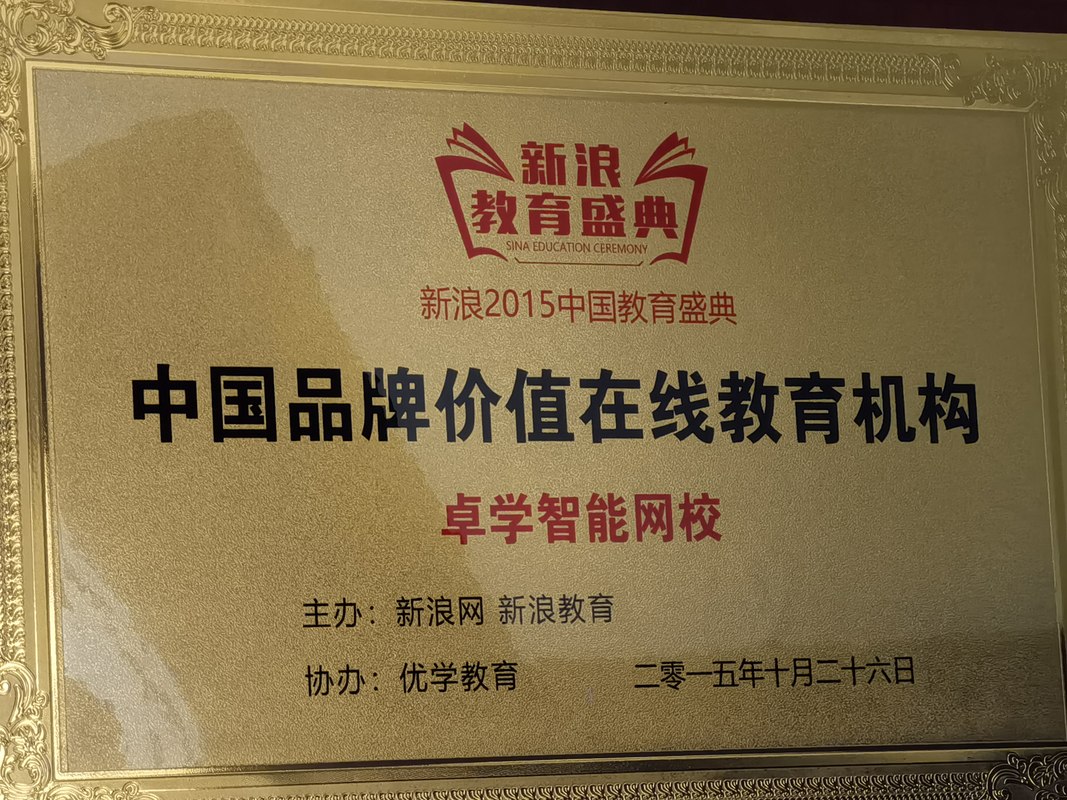 新浪
教育盛典
SINA EDUCATION CEREMONY
新浪2015中国教育盛典
中国品牌价值在线教育机构
卓学智能网校
主办：新浪网 新浪教育
协办：优学教育 二零一五年十月二十六日